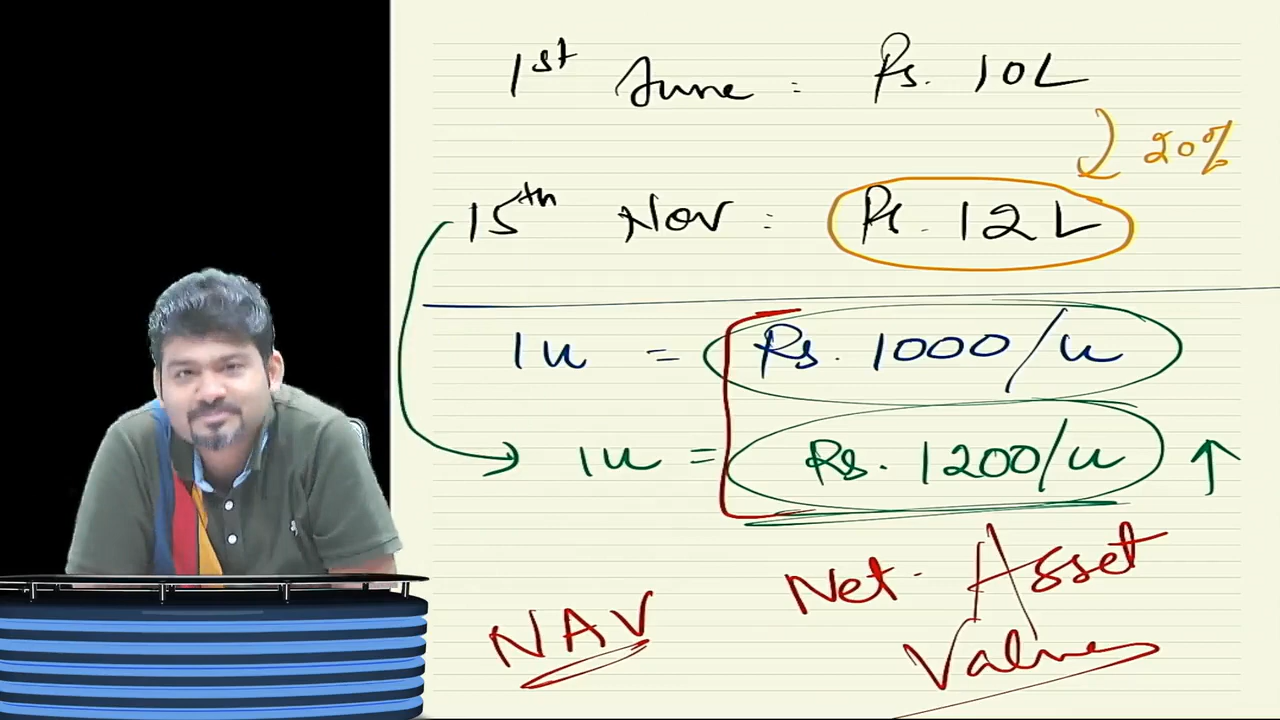 1st June : Rs. 10L
20%
15th Nov : Rs. 12L
1u = Rs. 1000/u
→ 1u = Rs. 1200/u ↑
NAV
Net Asset
Value